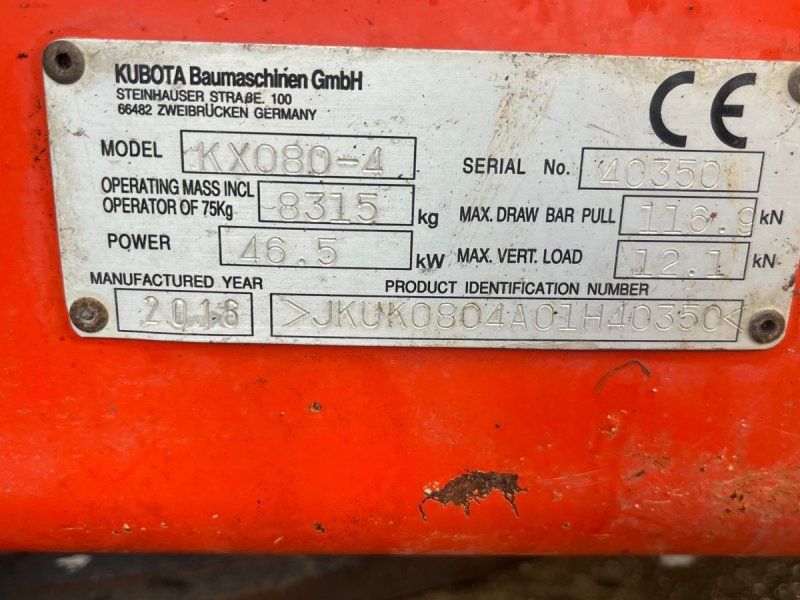 KUBOTA Baumaschinen GmbH
STEINHAUSER STRAßE. 100
66482 ZWEIBRÜCKEN GERMANY
CE
MODEL KX080-4
SERIAL No. 40350
OPERATING MASS INCL
OPERATOR OF 75Kg 8315 kg
MAX. DRAW BAR PULL 116.9 kN
POWER 46.5 kW
MAX. VERT. LOAD 12.1 kN
MANUFACTURED YEAR 2016
PRODUCT IDENTIFICATION NUMBER
>JKUK0804A01H40350<